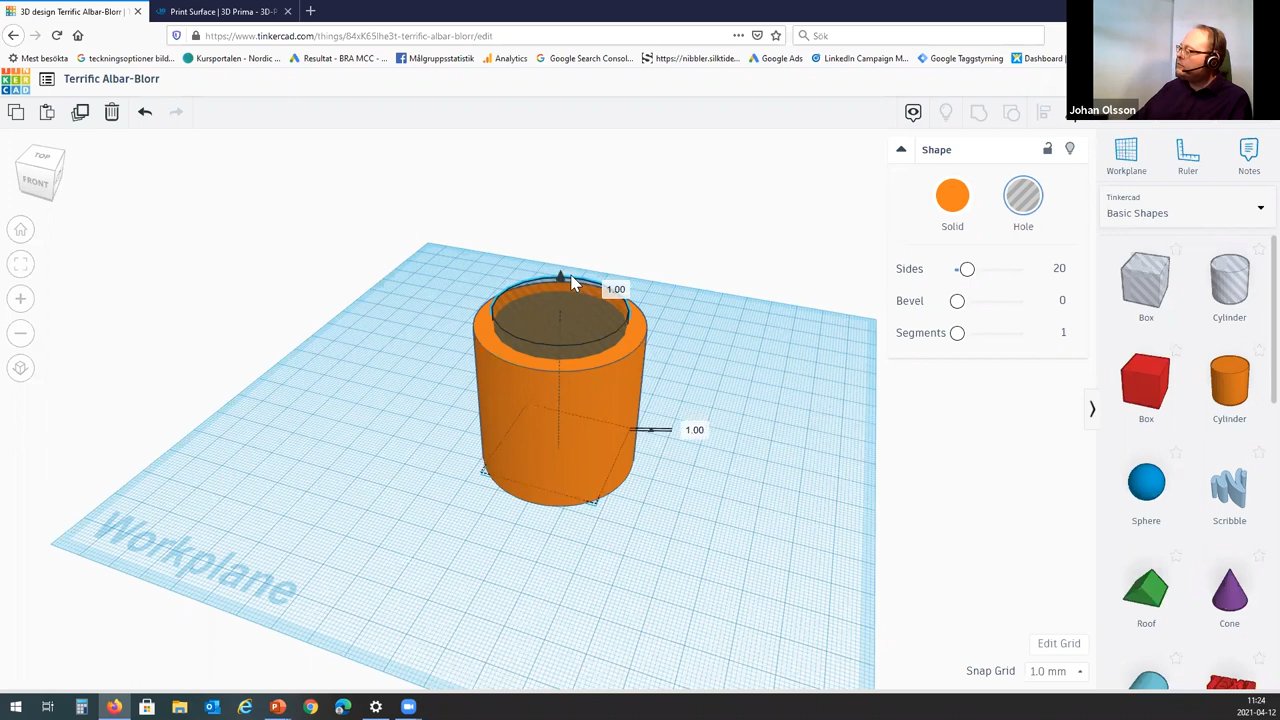 3D design Terrific Albar-Blorr |
Print Surface | 3D Prima - 3D-P
https://www.tinkercad.com/things/84xK65lhe3t-terrific-albar-blorr/edit
Sök
Mest besökta
teckningsoptioner bild...
Kursportalen - Nordic ...
Resultat - BRA MCC - ...
Målgruppsstatistik
Analytics
Google Search Consol...
https://nibbler.silktide...
Google Ads
LinkedIn Campaign M...
Google Taggstyrning
Dashboard
Johan Olsson
TIN
KER
CAD
Terrific Albar-Blorr
TOP
FRONT
Shape
Solid
Hole
Sides
20
Bevel
0
Segments
1
Workplane
Ruler
Notes
Tinkercad
Basic Shapes
Box
Cylinder
Box
Cylinder
Sphere
Scribble
Roof
Cone
1.00
1.00
Workplane
Edit Grid
Snap Grid
1.0 mm
11:24
2021-04-12